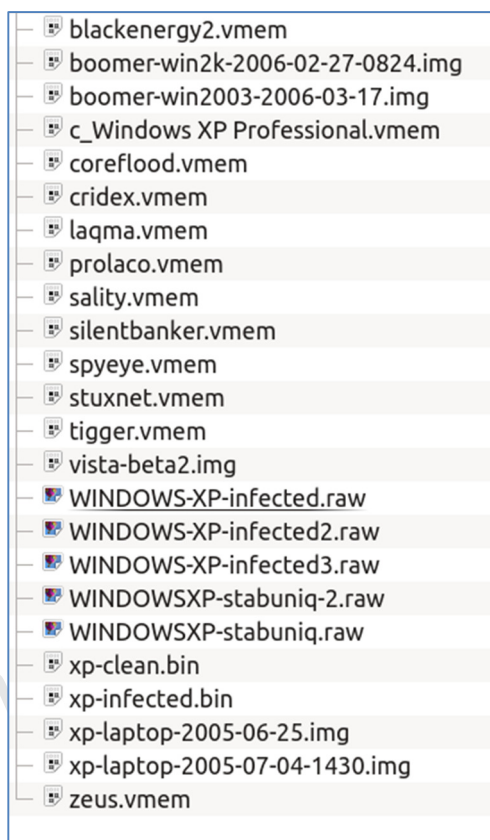 blackenergy2.vmem
boomer-win2k-2006-02-27-0824.img
boomer-win2003-2006-03-17.img
c_Windows XP Professional.vmem
coreflood.vmem
cridex.vmem
laqma.vmem
prolaco.vmem
sality.vmem
silentbanker.vmem
spyeye.vmem
stuxnet.vmem
tigger.vmem
vista-beta2.img
WINDOWS-XP-infected.raw
WINDOWS-XP-infected2.raw
WINDOWS-XP-infected3.raw
WINDOWSXP-stabuniq-2.raw
WINDOWSXP-stabuniq.raw
xp-clean.bin
xp-infected.bin
xp-laptop-2005-06-25.img
xp-laptop-2005-07-04-1430.img
zeus.vmem